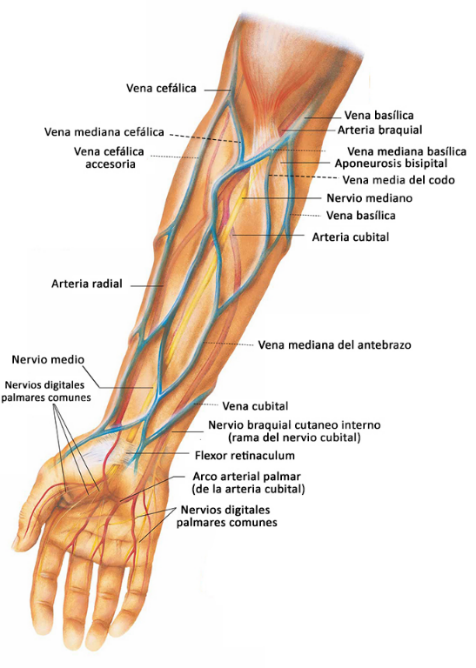 Vena cefálica
Vena mediana cefálica
Vena cefálica
accesoria
Arteria radial
Nervio medio
Nervios digitales
palmares comunes
Vena basílica
Arteria braquial
Vena mediana basílica
Aponeurosis bisipital
Vena media del codo
Nervio mediano
Vena basílica
Arteria cubital
Vena mediana del antebrazo
Vena cubital
Nervio braquial cutaneo interno
(rama del nervio cubital)
Flexor retinaculum
Arco arterial palmar
(de la arteria cubital)
Nervios digitales
palmares comunes